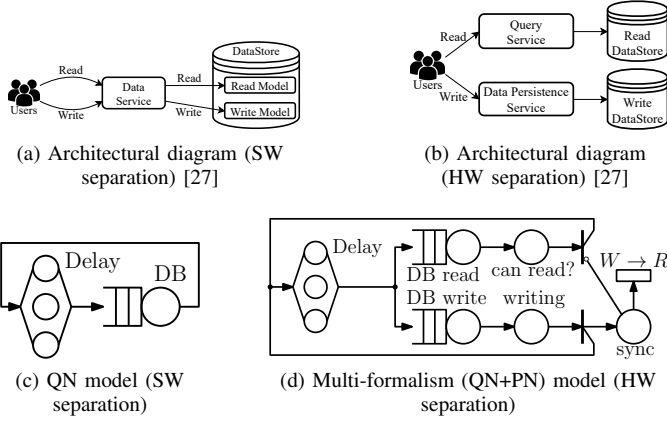 Read
Write
Users
Data
Service
Read
Write
DataStore
Read Model
Write Model
(a) Architectural diagram (SW
separation) [27]
Read
Write
Users
Query
Service
Data Persistence
Service
Read
DataStore
Write
DataStore
(b) Architectural diagram
(HW separation) [27]
Delay
DB
(c) QN model (SW
separation)
Delay
DB read
can read?
DB write
writing
W → R
sync
(d) Multi-formalism (QN+PN) model (HW
separation)